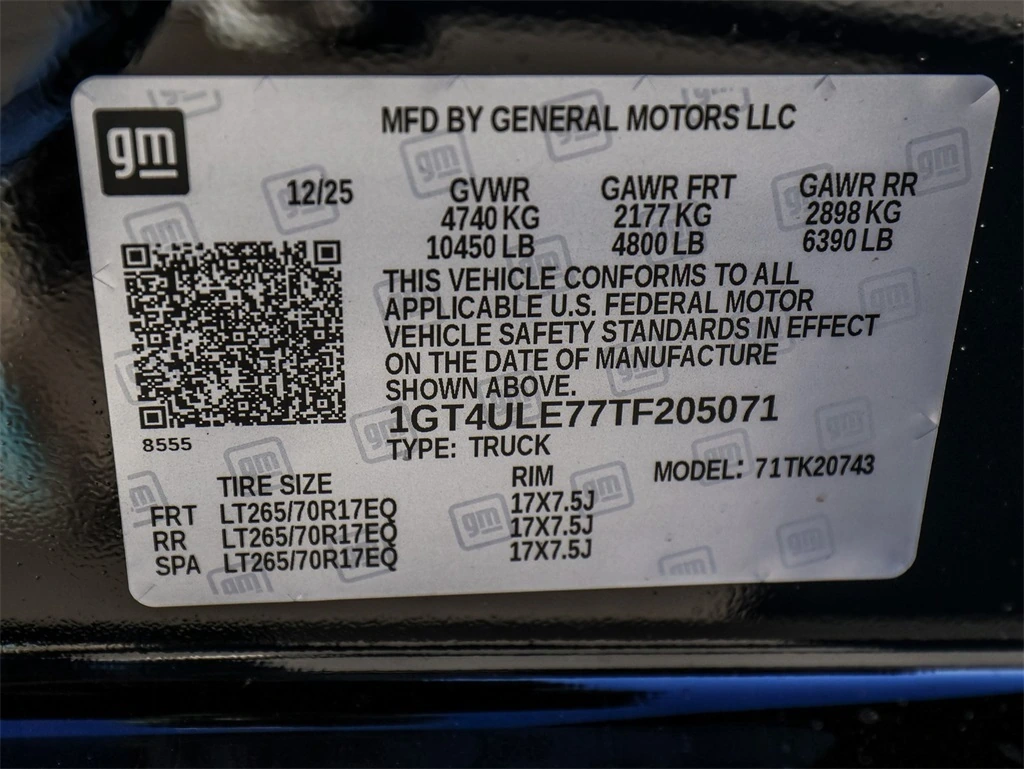 gm
MFD BY GENERAL MOTORS LLC
12/25 GVWR GAWR FRT GAWR RR
4740 KG 2177 KG 2898 KG
10450 LB 4800 LB 6390 LB
THIS VEHICLE CONFORMS TO ALL
APPLICABLE U.S. FEDERAL MOTOR
VEHICLE SAFETY STANDARDS IN EFFECT
ON THE DATE OF MANUFACTURE
SHOWN ABOVE.
1GT4ULE77TF205071
8555
TYPE: TRUCK
TIRE SIZE RIM MODEL: 71TK20743
FRT LT265/70R17EQ 17X7.5J
RR LT265/70R17EQ 17X7.5J
SPA LT265/70R17EQ 17X7.5J